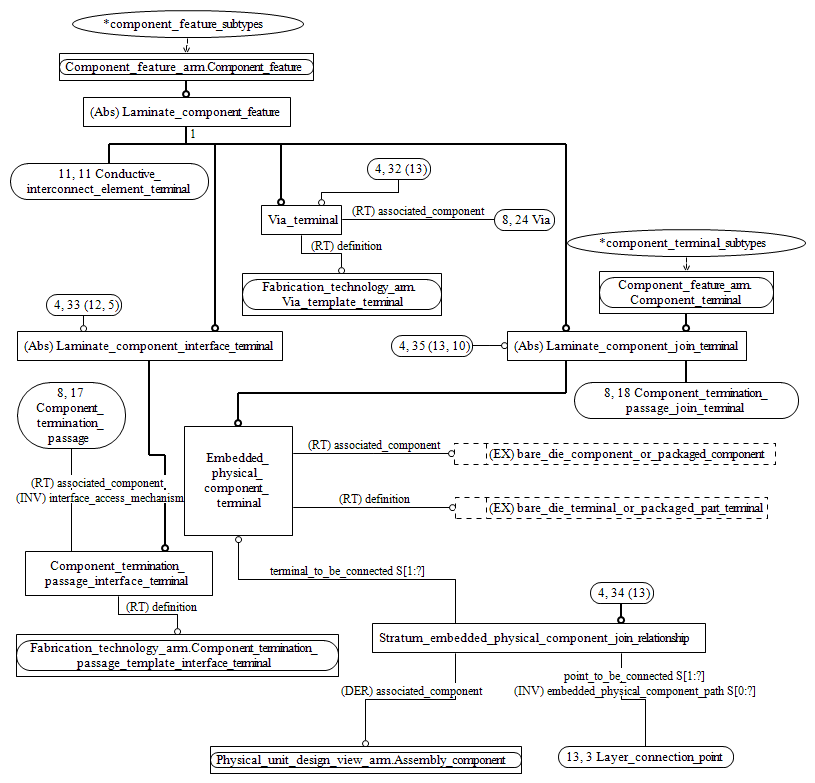 *component_feature_subtypes
Component_feature_arm.Component_feature
(Abs) Laminate_component_feature
1
11, 11 Conductive_
interconnect_element_terminal
4, 32 (13)
Via_terminal
(RT) associated_component
8, 24 Via
(RT) definition
Fabrication_technology_arm.
Via_template_terminal
*component_terminal_subtypes
Component_feature_arm.
Component_terminal
4, 33 (12, 5)
(Abs) Laminate_component_interface_terminal
4, 35 (13, 10)
(Abs) Laminate_component_join_terminal
8, 17
Component_
termination_
passage
8, 18 Component_termination_
passage_join_terminal
Embedded_
physical_
component_
terminal
(RT) associated_component
(EX) bare_die_component_or_packaged_component
(RT) definition
(EX) bare_die_terminal_or_packaged_part_terminal
(RT) associated_component
(INV) interface_access_mechanism
Component_termination_
passage_interface_terminal
(RT) definition
Fabrication_technology_arm.Component_termination_
passage_template_interface_terminal
terminal_to_be_connected S[1:?]
4, 34 (13)
Stratum_embedded_physical_component_join_relationship
(DER) associated_component
point_to_be_connected S[1:?]
(INV) embedded_physical_component_path S[0:?]
Physical_unit_design_view_arm.Assembly_component
13, 3 Layer_connection_point